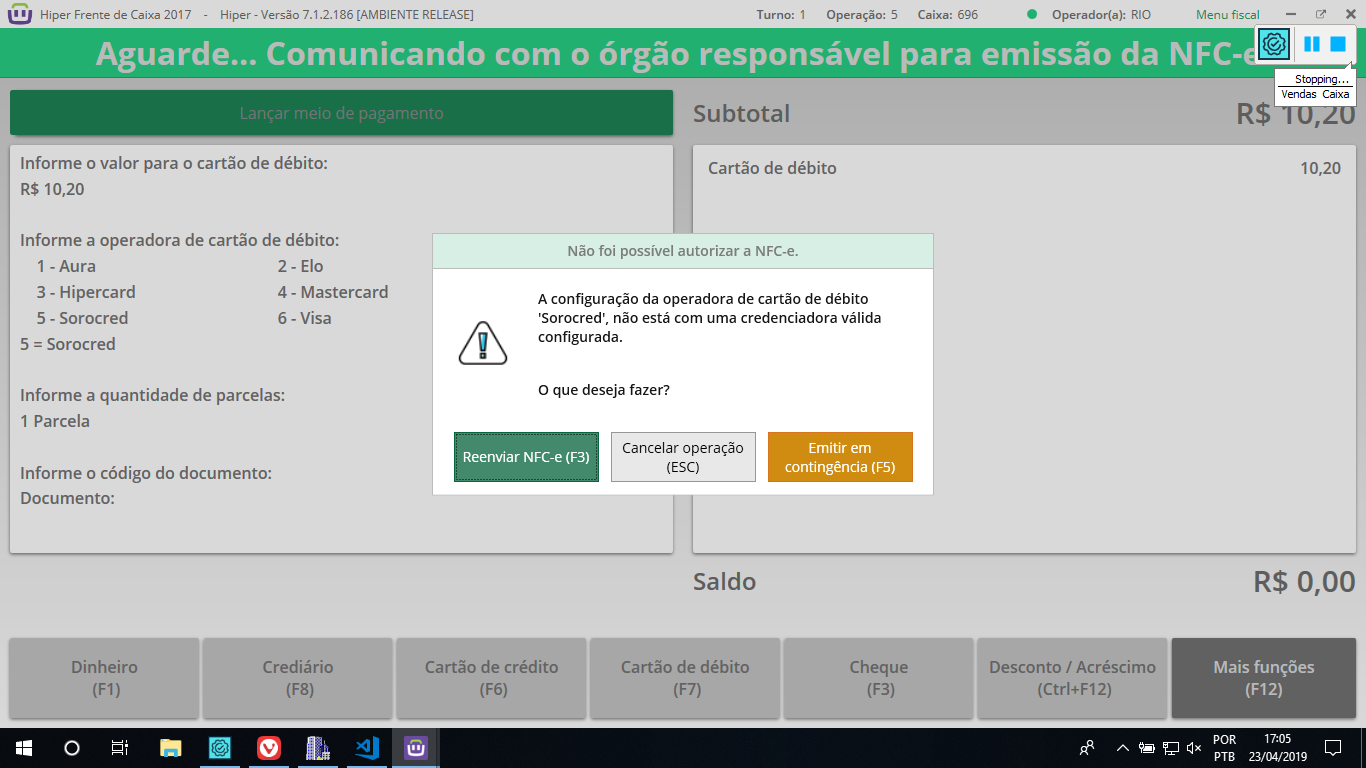 Hiper Frente de Caixa 2017 - Hiper - Versão 7.1.2.186 [AMBIENTE RELEASE] Turno: 1 Operação: 5 Caixa: 696 Operador(a): RIO Menu fiscal
Aguarde... Comunicando com o órgão responsável para emissão da NFC-e
Stopping...
Vendas Caixa
Lançar meio de pagamento
Subtotal R$ 10,20
Informe o valor para o cartão de débito:
R$ 10,20
Informe a operadora de cartão de débito:
1 - Aura 2 - Elo
3 - Hipercard 4 - Mastercard
5 - Sorocred 6 - Visa
5 = Sorocred
Informe a quantidade de parcelas:
1 Parcela
Informe o código do documento:
Documento:
Cartão de débito 10,20
Não foi possível autorizar a NFC-e.
A configuração da operadora de cartão de débito
'Sorocred', não está com uma credenciadora válida
configurada.
O que deseja fazer?
Reenviar NFC-e (F3)
Cancelar operação
(ESC)
Emitir em
contingência (F5)
Saldo R$ 0,00
Dinheiro
(F1)
Crediário
(F8)
Cartão de crédito
(F6)
Cartão de débito
(F7)
Cheque
(F3)
Desconto / Acréscimo
(Ctrl+F12)
Mais funções
(F12)
POR
PTB
17:05
23/04/2019